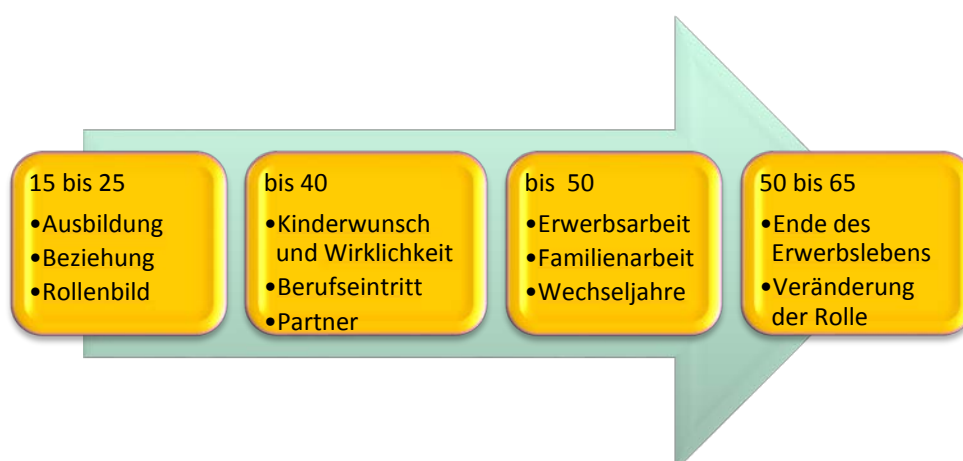 15 bis 25
•Ausbildung
•Beziehung
•Rollenbild
bis 40
•Kinderwunsch
und Wirklichkeit
•Berufseintritt
•Partner
bis 50
•Erwerbsarbeit
•Familienarbeit
•Wechseljahre
50 bis 65
•Ende des
Erwerbslebens
•Veränderung
der Rolle